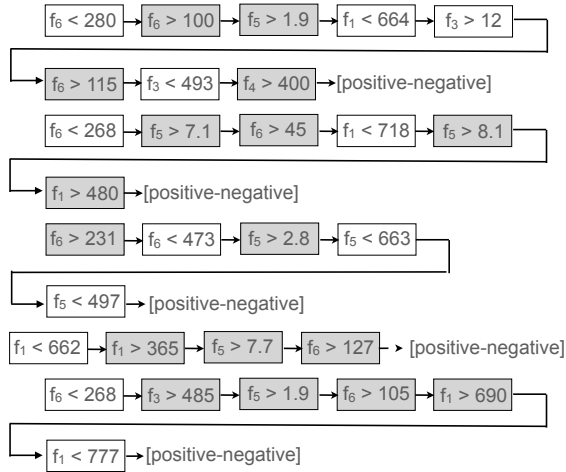 f₆ < 280 f₆ > 100 f₅ > 1.9 f₁ < 664 f₃ > 12
f₆ > 115 f₃ < 493 f₄ > 400 [positive-negative]
f₆ < 268 f₅ > 7.1 f₆ > 45 f₁ < 718 f₅ > 8.1
f₁ > 480 [positive-negative]
f₆ > 231 f₆ < 473 f₅ > 2.8 f₅ < 663
f₅ < 497 [positive-negative]
f₁ < 662 f₁ > 365 f₅ > 7.7 f₆ > 127 [positive-negative]
f₆ < 268 f₃ > 485 f₅ > 1.9 f₆ > 105 f₁ > 690
f₁ < 777 [positive-negative]